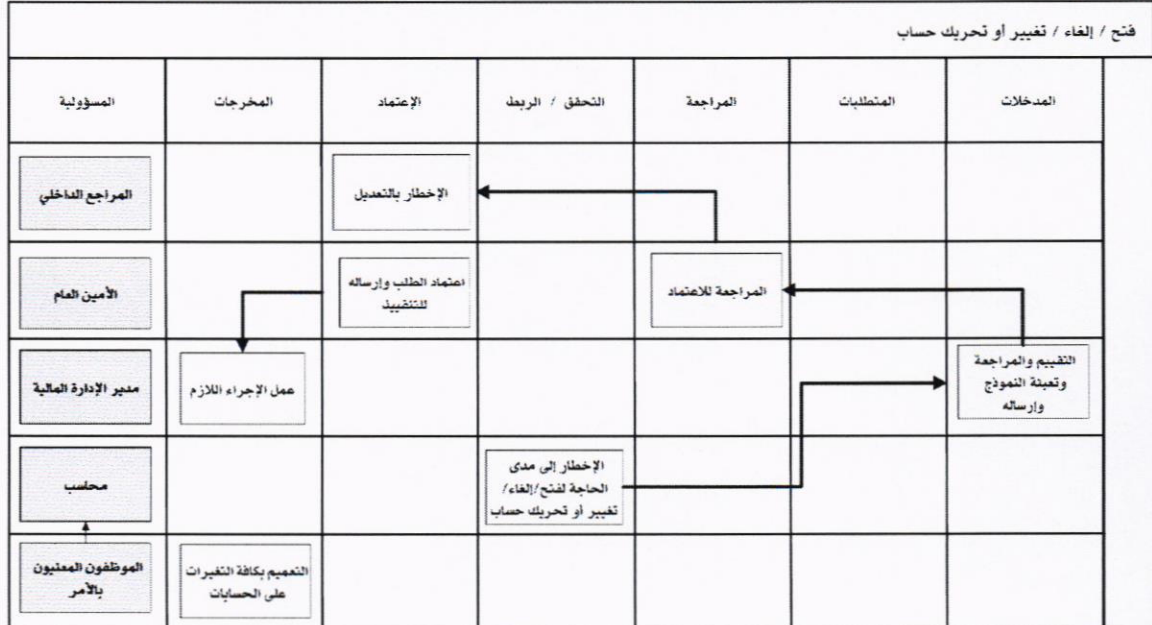 فتح / إلغاء / تغيير أو تحريك حساب
المدخلات
المتطلبات
المراجعة
التحقق / الربط
الإعتماد
المخرجات
المسؤولية
الإخطار بالتعديل
المراجع الداخلي
المراجعة للاعتماد
اعتماد الطلب وإرساله
للتنفييذ
الأمين العام
التقييم والمراجعة
وتعبئة النموذج
وإرساله
عمل الإجراء اللازم
مدير الإدارة المالية
الإخطار إلى مدى
الحاجة لفتح/إلغاء/
تغيير أو تحريك حساب
محاسب
التعميم بكافة التغيرات
على الحسابات
الموظفون المعنيون
بالأمر